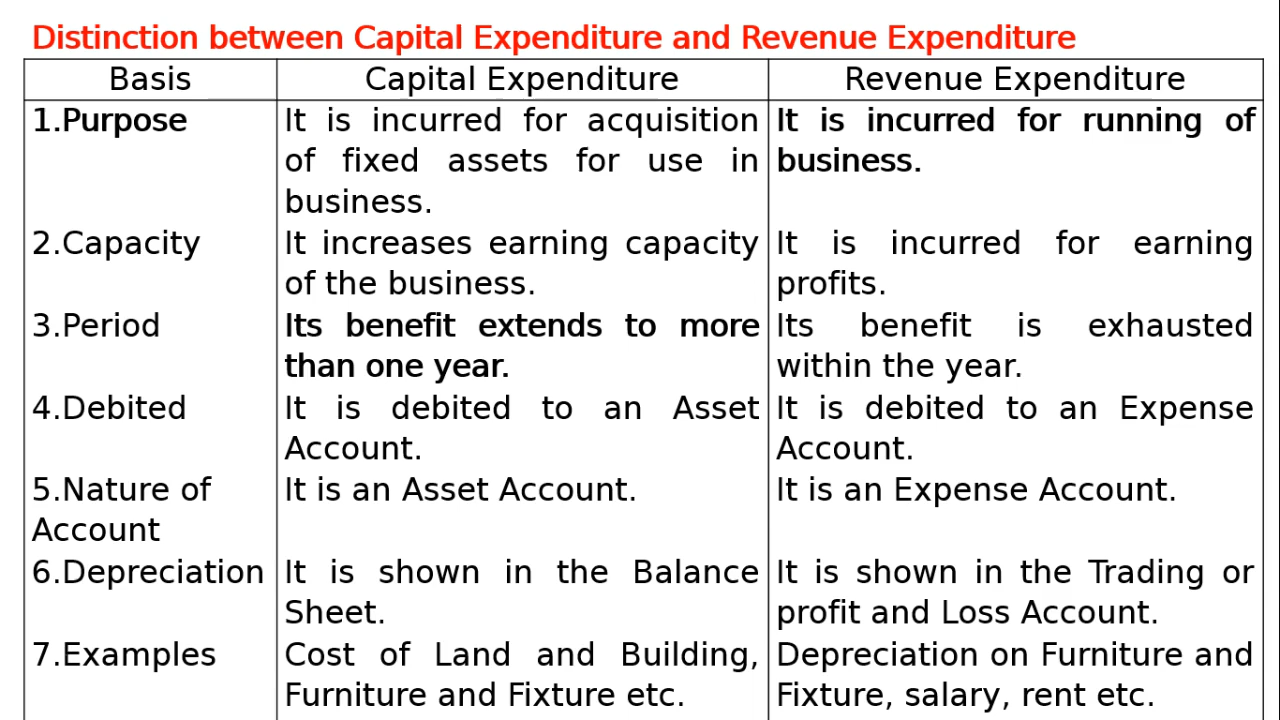 Distinction between Capital Expenditure and Revenue Expenditure
Basis Capital Expenditure Revenue Expenditure
1.Purpose
It is incurred for acquisition
of fixed assets for use in
business.
It is incurred for running of
business.
2.Capacity
It increases earning capacity
of the business.
It is incurred for earning
profits.
3.Period
Its benefit extends to more
than one year.
Its benefit is exhausted
within the year.
4.Debited
It is debited to an Asset
Account.
It is debited to an Expense
Account.
5.Nature of
Account
It is an Asset Account.
It is an Expense Account.
6.Depreciation
It is shown in the Balance
Sheet.
It is shown in the Trading or
profit and Loss Account.
7.Examples
Cost of Land and Building,
Furniture and Fixture etc.
Depreciation on Furniture and
Fixture, salary, rent etc.